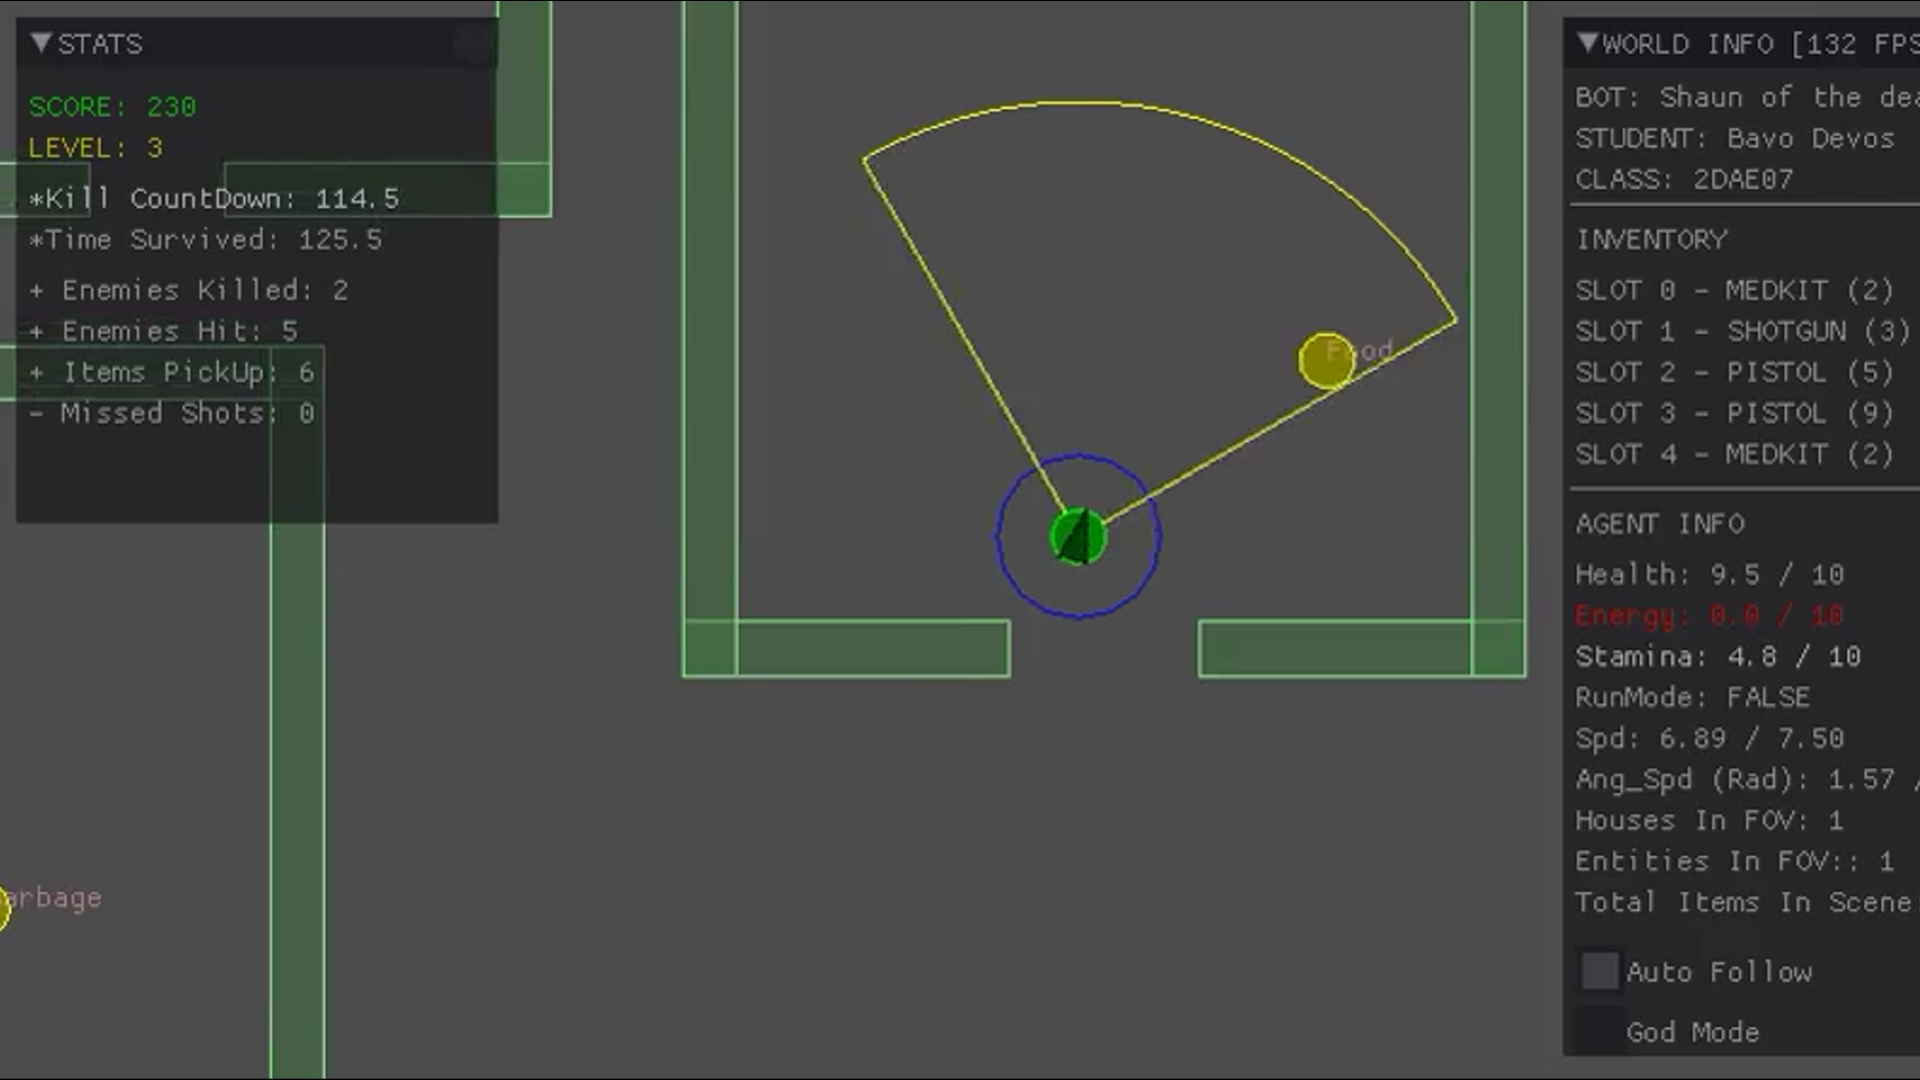 STATS
SCORE: 230
LEVEL: 3
*Kill CountDown: 114.5
*Time Survived: 125.5
+ Enemies Killed: 2
+ Enemies Hit: 5
+ Items PickUp: 6
- Missed Shots: 0
Food
arbage
WORLD INFO [132 FPS
BOT: Shaun of the dea
STUDENT: Bavo Devos
CLASS: 2DAE07
INVENTORY
SLOT 0 - MEDKIT (2)
SLOT 1 - SHOTGUN (3)
SLOT 2 - PISTOL (5)
SLOT 3 - PISTOL (9)
SLOT 4 - MEDKIT (2)
AGENT INFO
Health: 9.5 / 10
Energy: 0.0 / 10
Stamina: 4.8 / 10
RunMode: FALSE
Spd: 6.89 / 7.50
Ang_Spd (Rad): 1.57 /
Houses In FOV: 1
Entities In FOV:: 1
Total Items In Scene
Auto Follow
God Mode